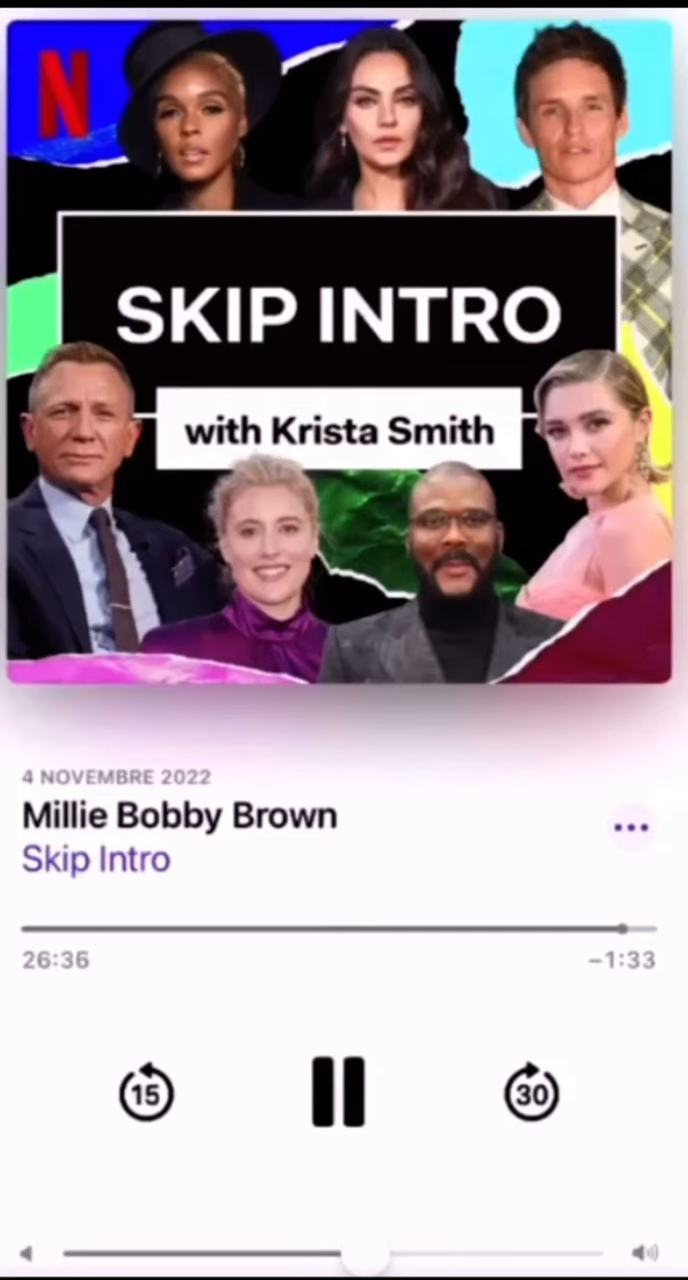 N
SKIP INTRO
with Krista Smith
4 NOVEMBRE 2022
Millie Bobby Brown
Skip Intro
26:36
–1:33
15
30